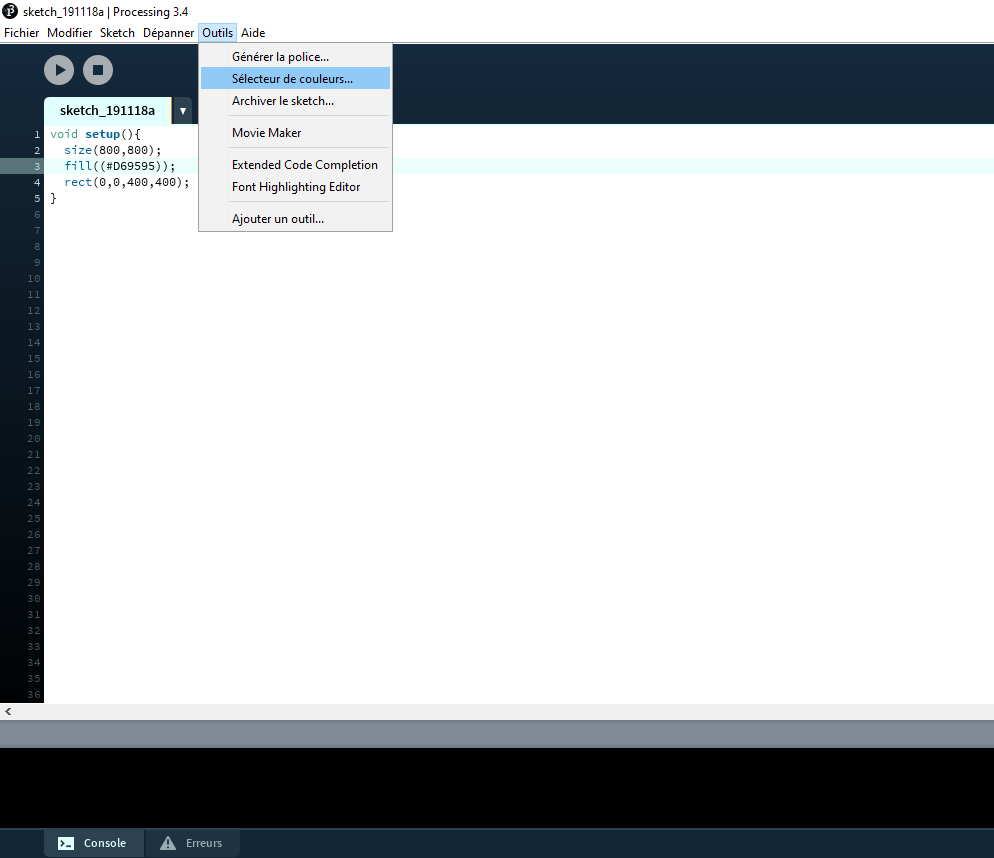 sketch_191118a | Processing 3.4
Fichier Modifier Sketch Dépanner Outils Aide
Générer la police...
Sélecteur de couleurs...
Archiver le sketch...
Movie Maker
Extended Code Completion
Font Highlighting Editor
Ajouter un outil...
sketch_191118a ▼
1 void setup(){
2 size(800,800);
3 fill((#D69595));
4 rect(0,0,400,400);
5 }
6
7
8
9
10
11
12
13
14
15
16
17
18
19
20
21
22
23
24
25
26
27
28
29
30
31
32
33
34
35
36
Console Erreurs